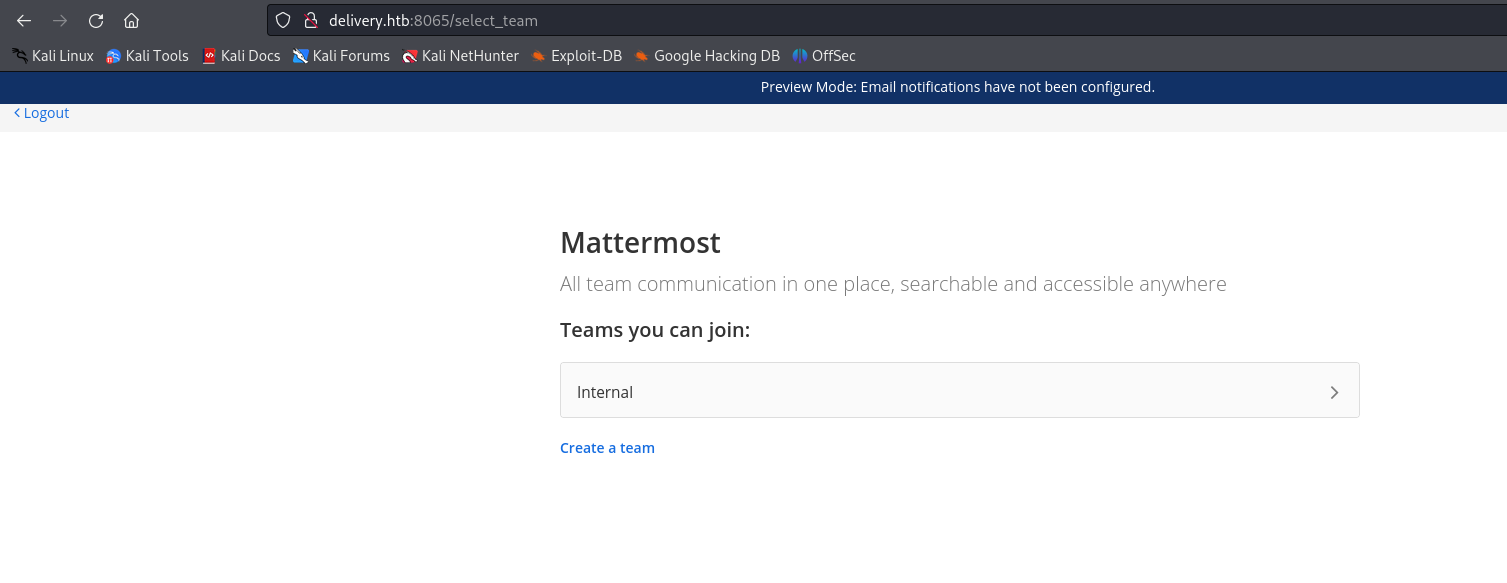 delivery.htb:8065/select_team
Kali Linux Kali Tools Kali Docs Kali Forums Kali NetHunter Exploit-DB Google Hacking DB OffSec
Preview Mode: Email notifications have not been configured.
Logout
Mattermost
All team communication in one place, searchable and accessible anywhere
Teams you can join:
Internal
Create a team